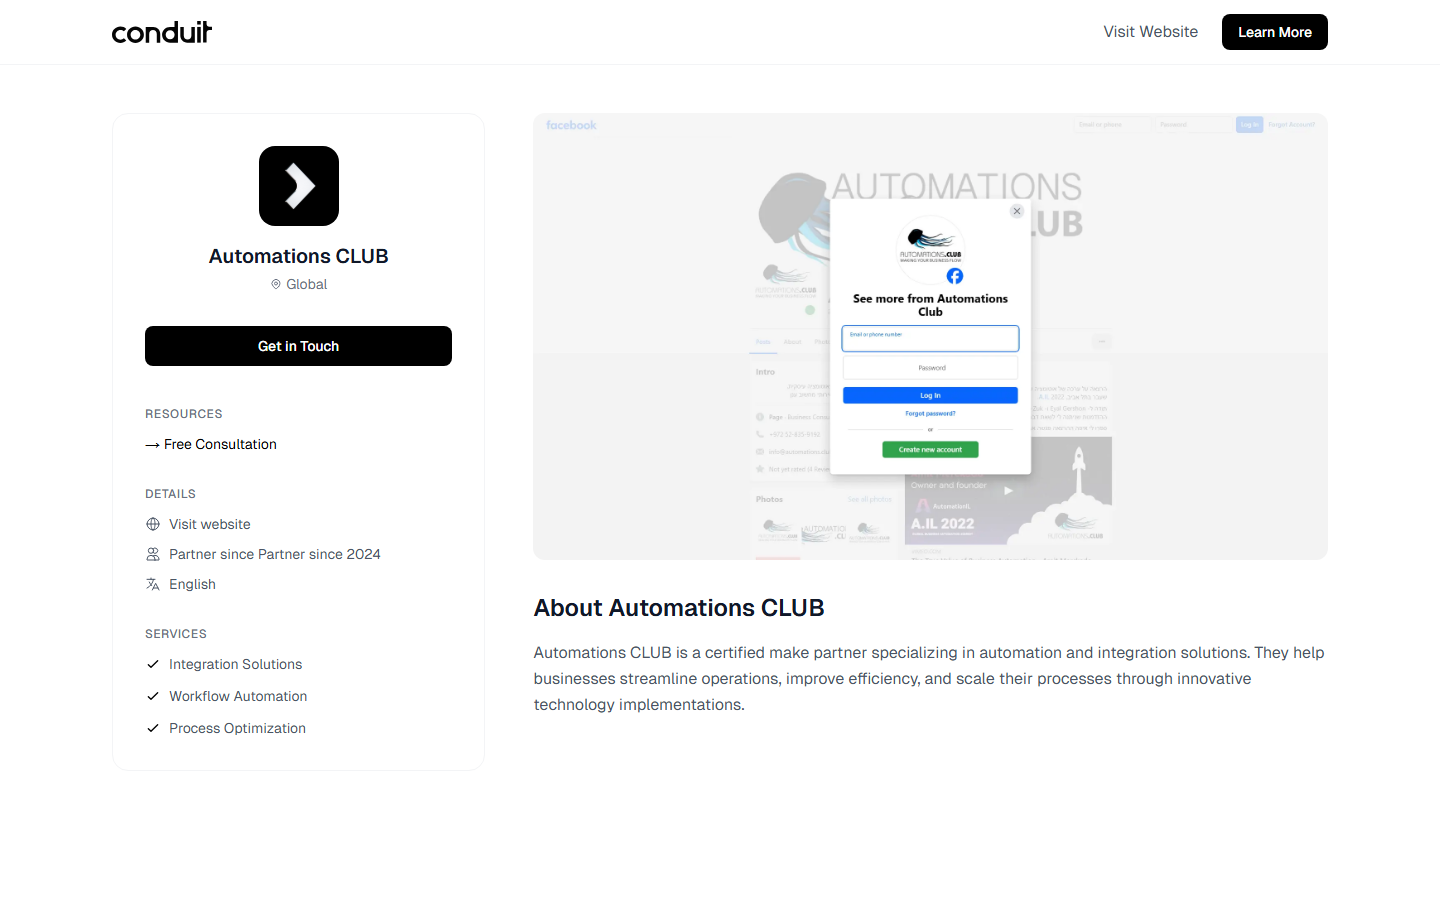 conduit
Visit Website
Learn More
Automations CLUB
Global
Get in Touch
RESOURCES
→ Free Consultation
DETAILS
Visit website
Partner since Partner since 2024
English
SERVICES
Integration Solutions
Workflow Automation
Process Optimization
facebook
Email or phone
Password
Log In
Forgot Account?
AUTOMATIONS
CLUB
AUTOMATIONS.CLUB
See more from Automations
Club
Email or phone number
Password
Log In
Forgot password?
or
Create new account
Posts
About
Intro
Photos
See all photos
Owner and founder
AutomationIL
A.IL 2022
About Automations CLUB
Automations CLUB is a certified make partner specializing in automation and integration solutions. They help
businesses streamline operations, improve efficiency, and scale their processes through innovative
technology implementations.